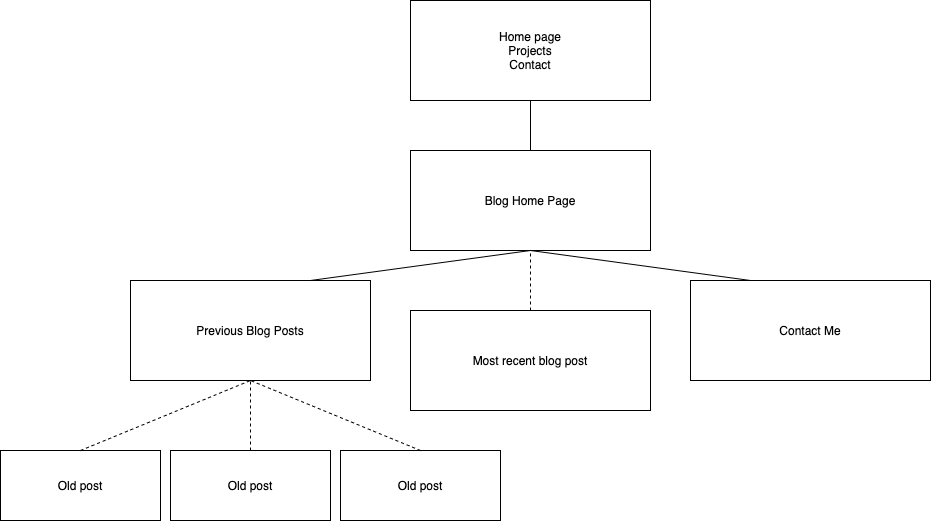 Home page
Projects
Contact
Blog Home Page
Previous Blog Posts
Most recent blog post
Contact Me
Old post
Old post
Old post